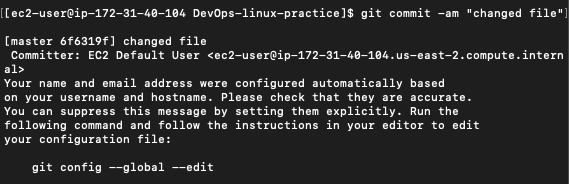 [[ec2-user@ip-172-31-40-104 DevOps-linux-practice]$ git commit -am "changed file"
[master 6f6319f] changed file
 Committer: EC2 Default User <ec2-user@ip-172-31-40-104.us-east-2.compute.intern
al>
Your name and email address were configured automatically based
on your username and hostname. Please check that they are accurate.
You can suppress this message by setting them explicitly. Run the
following command and follow the instructions in your editor to edit
your configuration file:
    git config --global --edit